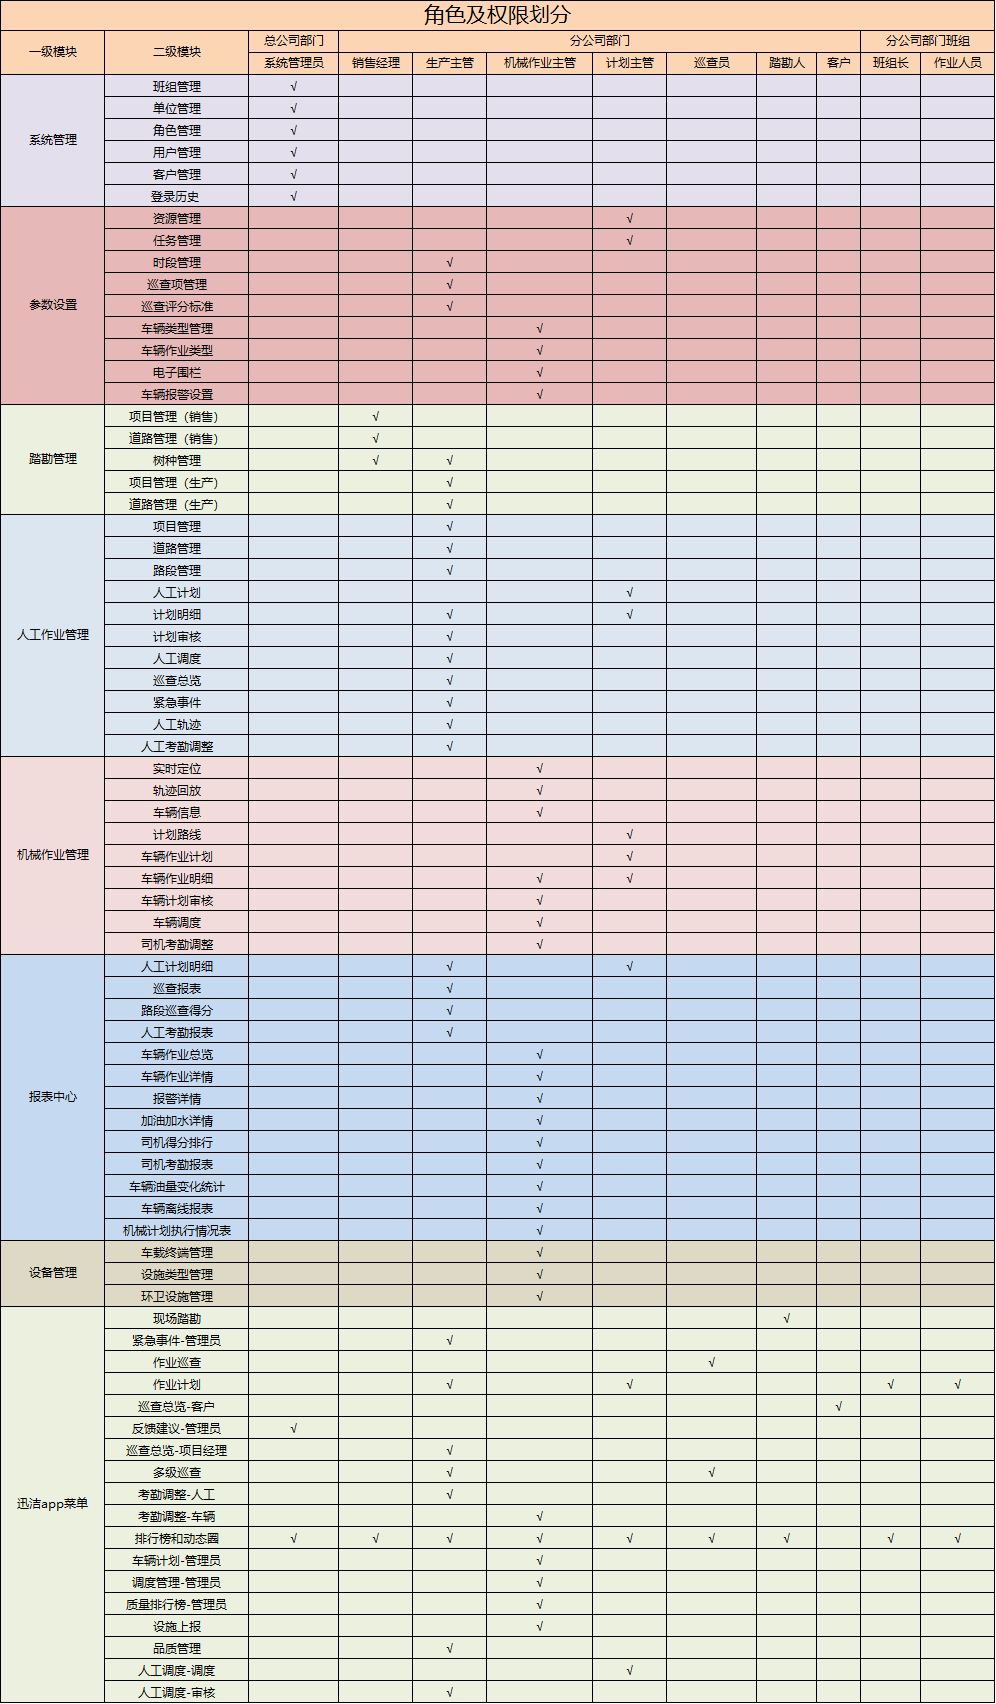 角色及权限划分
一级模块 二级模块 总公司部门 分公司部门 分公司部门班组
系统管理员 销售经理 生产主管 机械作业主管 计划主管 巡查员 踏勘人 客户 班组长 作业人员
系统管理
班组管理 √
单位管理 √
角色管理 √
用户管理 √
客户管理 √
登录历史 √
参数设置
资源管理 √
任务管理 √
时段管理 √
巡查项管理 √
巡查评分标准 √
车辆类型管理 √
车辆作业类型 √
电子围栏 √
车辆报警设置 √
踏勘管理
项目管理（销售） √
道路管理（销售） √
树种管理 √ √
项目管理（生产） √
道路管理（生产） √
人工作业管理
项目管理 √
道路管理 √
路段管理 √
人工计划 √
计划明细 √ √
计划审核 √
人工调度 √
巡查总览 √
紧急事件 √
人工轨迹 √
人工考勤调整 √
机械作业管理
实时定位 √
轨迹回放 √
车辆信息 √
计划路线 √
车辆作业计划 √
车辆作业明细 √ √
车辆计划审核 √
车辆调度 √
司机考勤调整 √
报表中心
人工计划明细 √ √
巡查报表 √
路段巡查得分 √
人工考勤报表 √
车辆作业总览 √
车辆作业详情 √
报警详情 √
加油加水详情 √
司机得分排行 √
司机考勤报表 √
车辆油量变化统计 √
车辆离线报表 √
机械计划执行情况表 √
设备管理
车载终端管理 √
设施类型管理 √
环卫设施管理 √
迅洁app菜单
现场踏勘 √
紧急事件-管理员 √
作业巡查 √
作业计划 √ √ √ √
巡查总览-客户 √
反馈建议-管理员 √
巡查总览-项目经理 √
多级巡查 √ √
考勤调整-人工 √
考勤调整-车辆 √
排行榜和动态圈 √ √ √ √ √ √ √ √ √
车辆计划-管理员 √
调度管理-管理员 √
质量排行榜-管理员 √
设施上报 √
品质管理 √
人工调度-调度 √
人工调度-审核 √